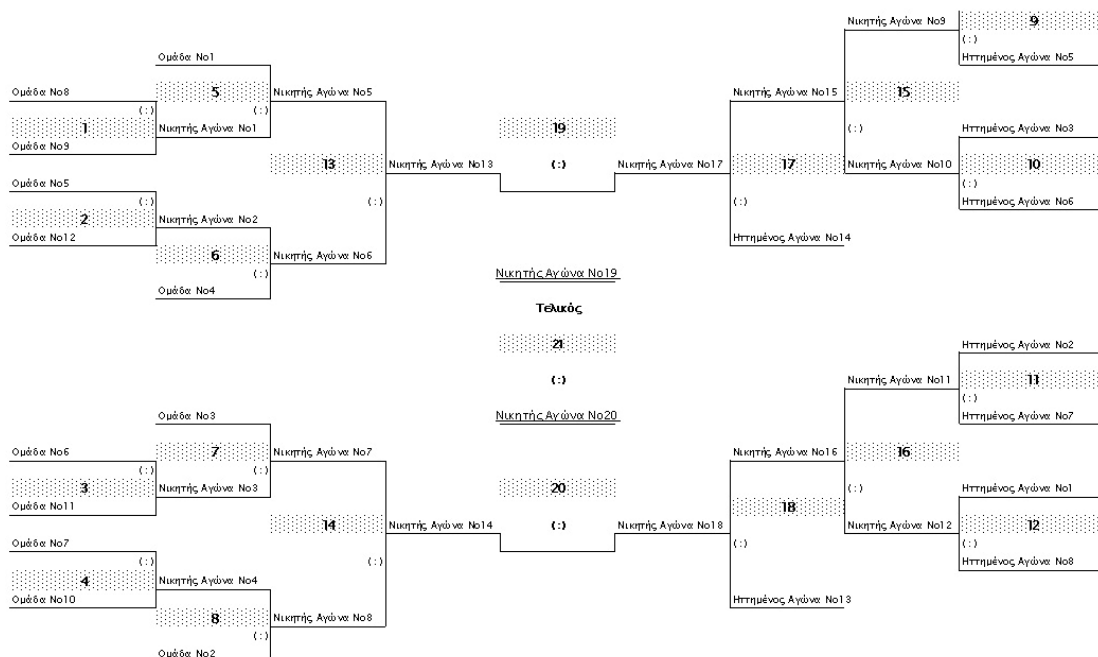 Νικητής Αγώνα Νο9
9
( : )
Ομάδα Νο1
Ηττημένος Αγώνα Νο5
Ομάδα Νο8
5
Νικητής Αγώνα Νο5
Νικητής Αγώνα Νο15
15
( : )
( : )
1
Νικητής Αγώνα Νο1
19
( : )
Ηττημένος Αγώνα Νο3
Ομάδα Νο9
13
Νικητής Αγώνα Νο13
( : )
Νικητής Αγώνα Νο17
17
Νικητής Αγώνα Νο10
10
Ομάδα Νο5
( : )
( : )
( : )
( : )
Ηττημένος Αγώνα Νο6
2
Νικητής Αγώνα Νο2
Ομάδα Νο12
6
Νικητής Αγώνα Νο6
Ηττημένος Αγώνα Νο14
( : )
Νικητής Αγώνα Νο19
Ομάδα Νο4
Τελικός
21
Ηττημένος Αγώνα Νο2
( : )
Νικητής Αγώνα Νο11
11
( : )
Ομάδα Νο3
Νικητής Αγώνα Νο20
Ηττημένος Αγώνα Νο7
Ομάδα Νο6
7
Νικητής Αγώνα Νο7
Νικητής Αγώνα Νο16
16
( : )
( : )
3
Νικητής Αγώνα Νο3
20
( : )
Ηττημένος Αγώνα Νο1
Ομάδα Νο11
18
14
Νικητής Αγώνα Νο14
( : )
Νικητής Αγώνα Νο18
Νικητής Αγώνα Νο12
12
Ομάδα Νο7
( : )
( : )
( : )
( : )
Ηττημένος Αγώνα Νο8
4
Νικητής Αγώνα Νο4
Ομάδα Νο10
Ηττημένος Αγώνα Νο13
8
Νικητής Αγώνα Νο8
( : )
Ομάδα Νο2